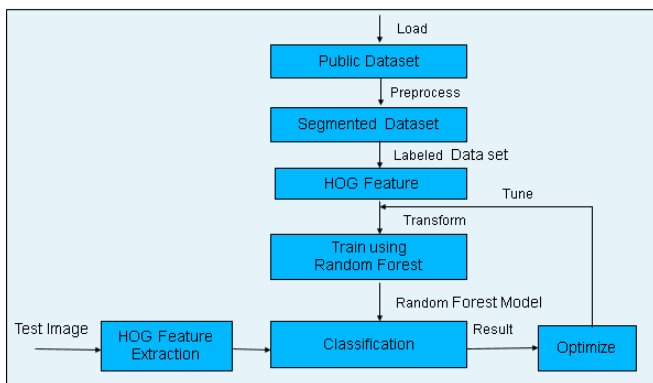 Load
Public Dataset
Preprocess
Segmented Dataset
Labeled Data set
HOG Feature
Tune
Transform
Train using
Random Forest
Random Forest Model
Test Image
HOG Feature
Extraction
Classification
Result
Optimize